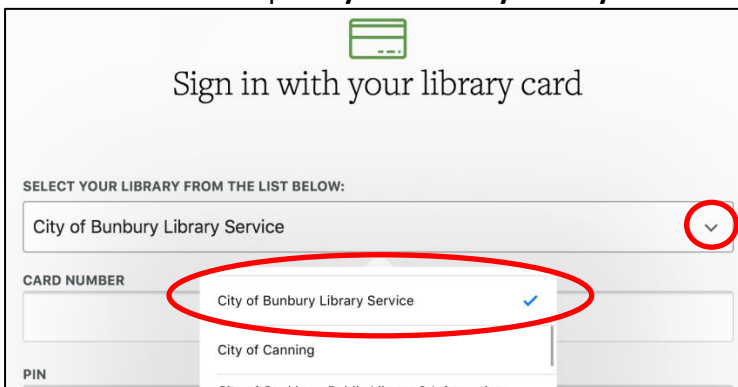 Sign in with your library card
SELECT YOUR LIBRARY FROM THE LIST BELOW:
City of Bunbury Library Service
CARD NUMBER
City of Bunbury Library Service
City of Canning
PIN